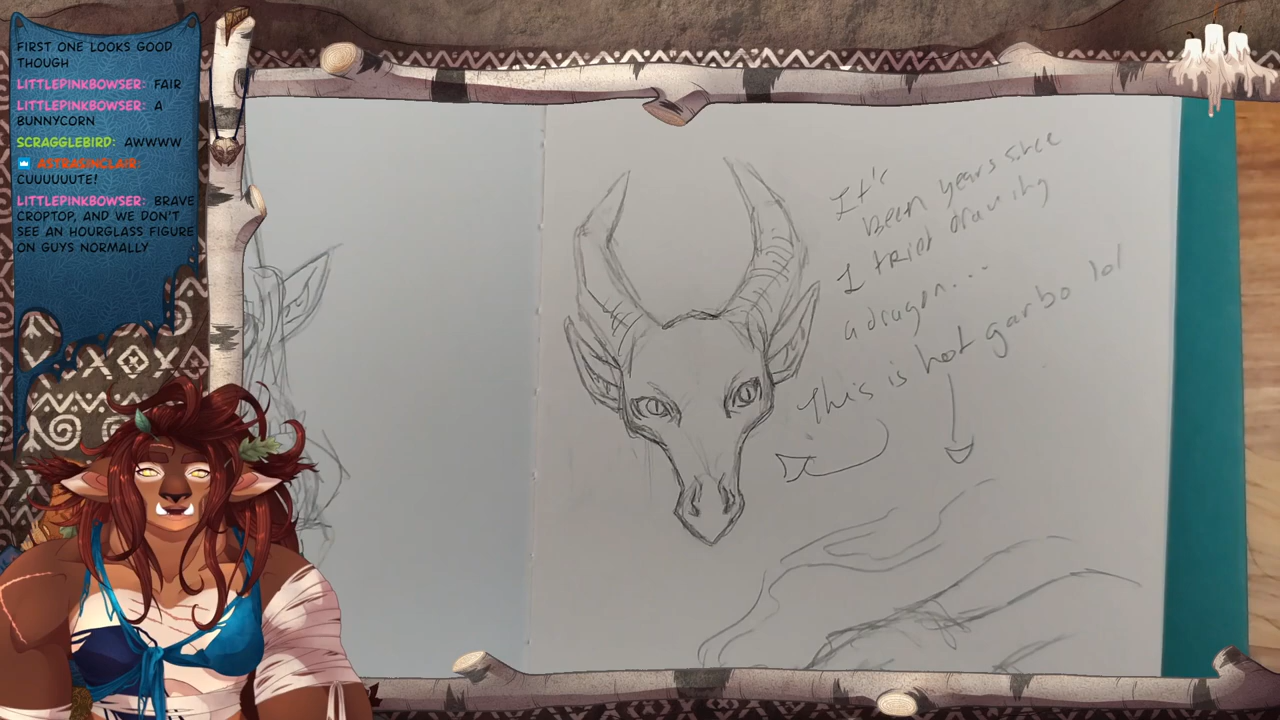 FIRST ONE LOOKS GOOD
THOUGH
LITTLEPINKBOWSER: FAIR
LITTLEPINKBOWSER: A
BUNNYCORN
SCRAGGLEBIRD: AWWWW
ASTRASINCLAIR:
CUUUUUUTE!
LITTLEPINKBOWSER: BRAVE
CROPTOP, AND WE DON'T
SEE AN HOURGLASS FIGURE
ON GUYS NORMALLY
It's
been years since
I tried drawing
a dragon...
This is hot garbo lol